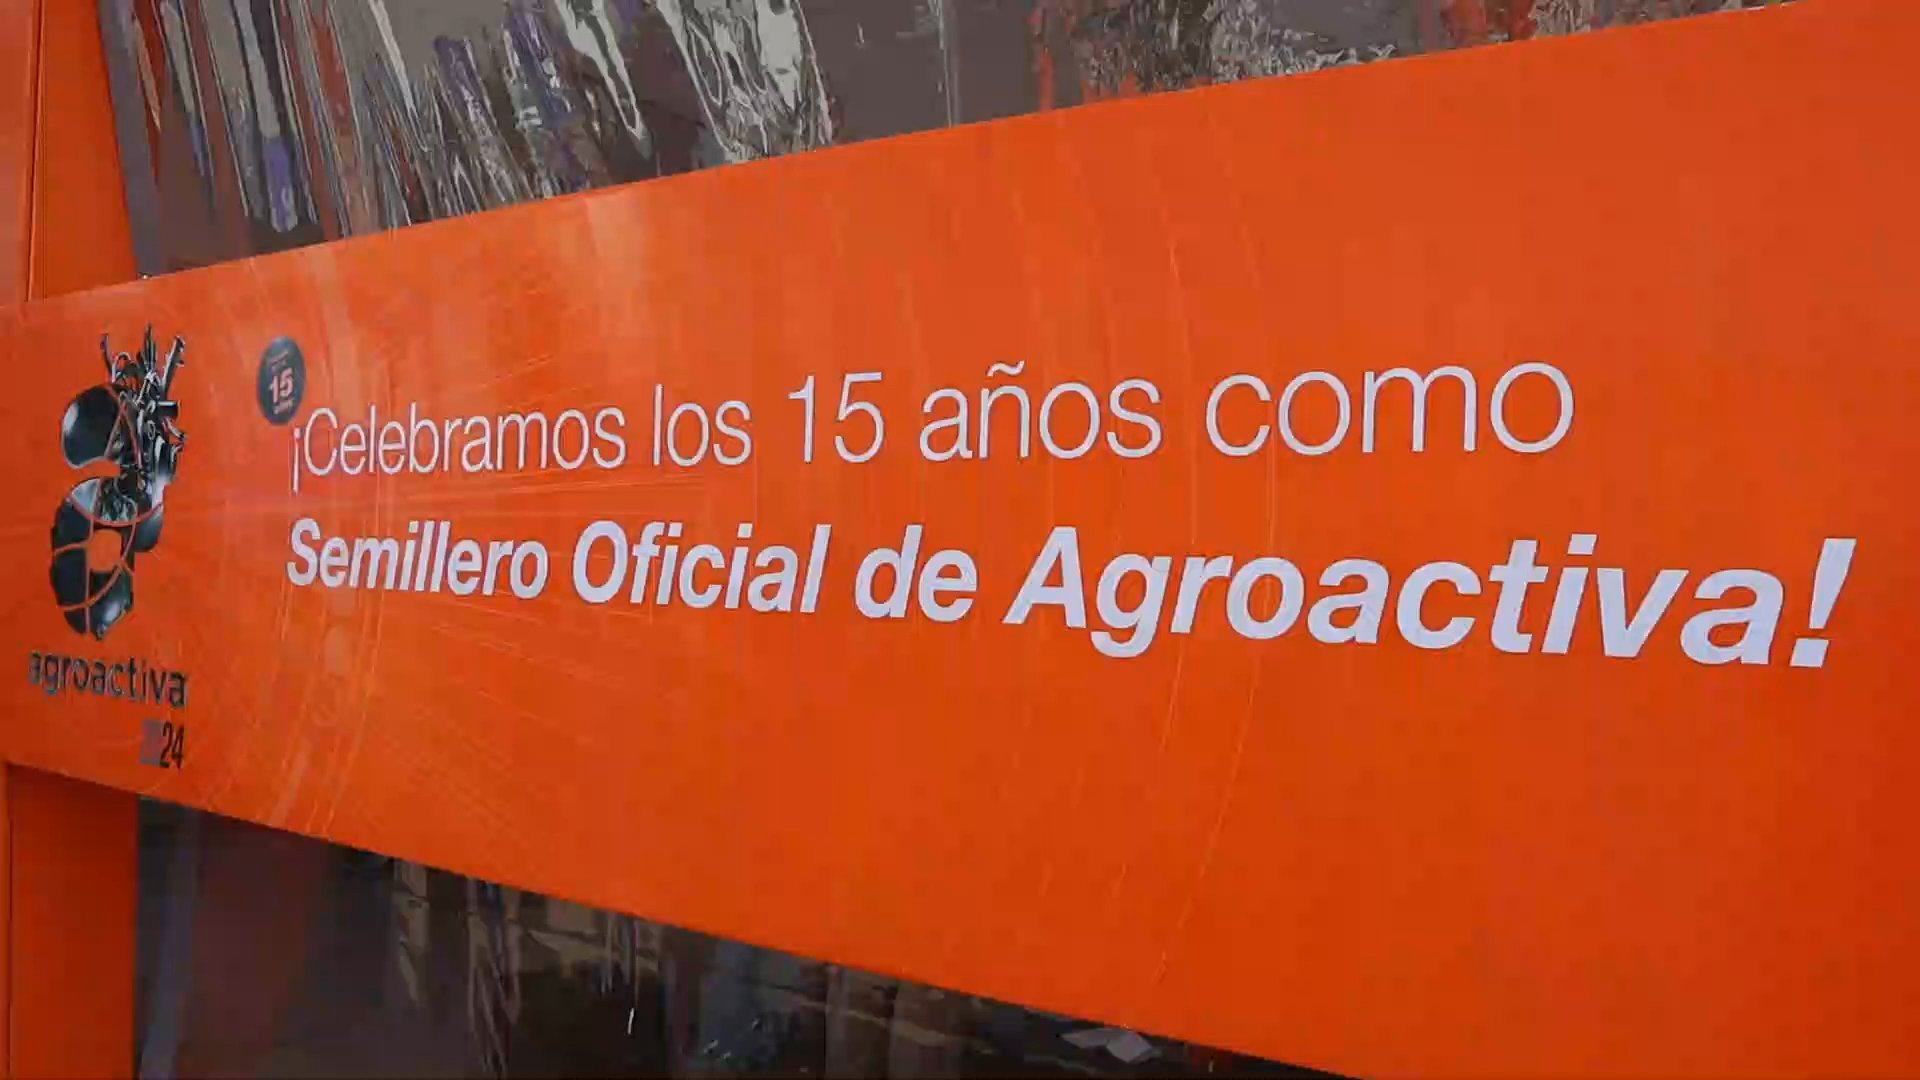 15
¡Celebramos los 15 años como
Semillero Oficial de Agroactiva!
agroactiva
24